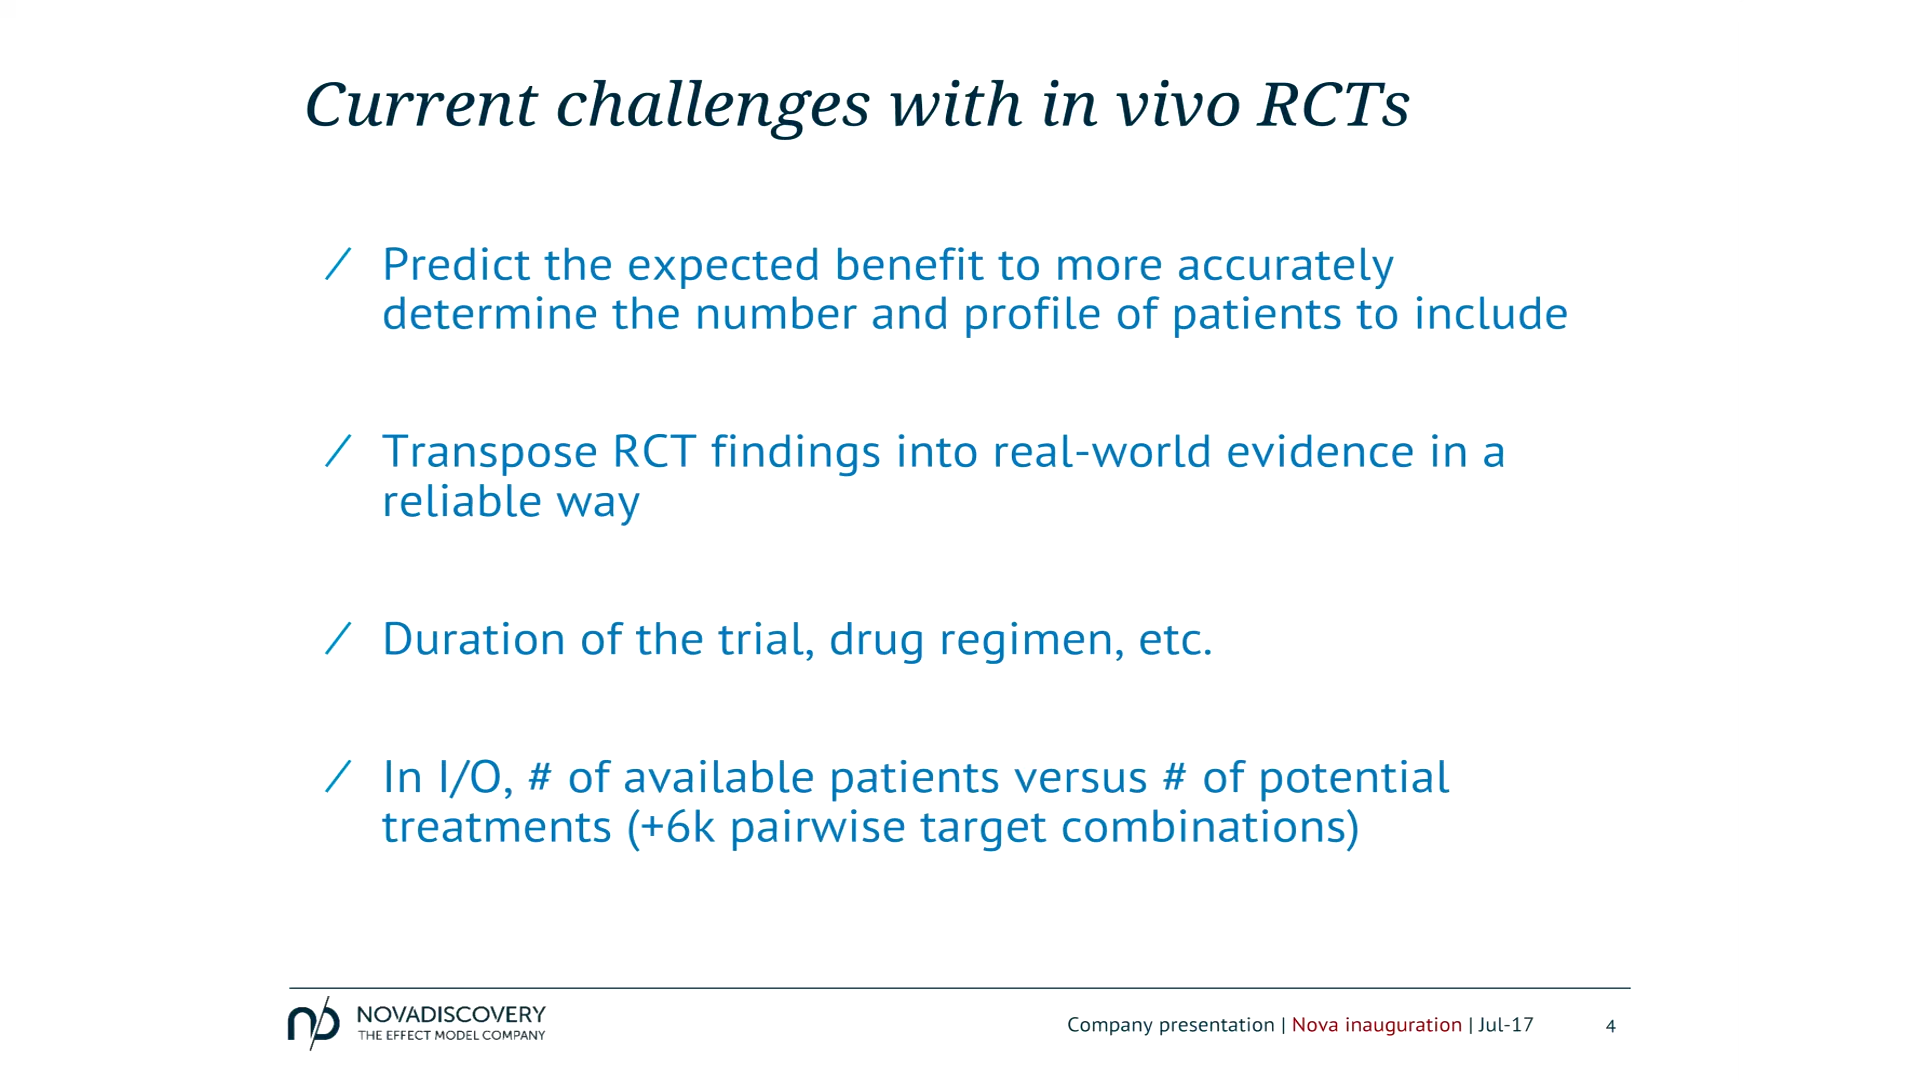 Current challenges with in vivo RCTs
/ Predict the expected benefit to more accurately
determine the number and profile of patients to include
/ Transpose RCT findings into real-world evidence in a
reliable way
/ Duration of the trial, drug regimen, etc.
/ In I/O, # of available patients versus # of potential
treatments (+6k pairwise target combinations)
NOVADISCOVERY
THE EFFECT MODEL COMPANY
Company presentation | Nova inauguration | Jul-17 4